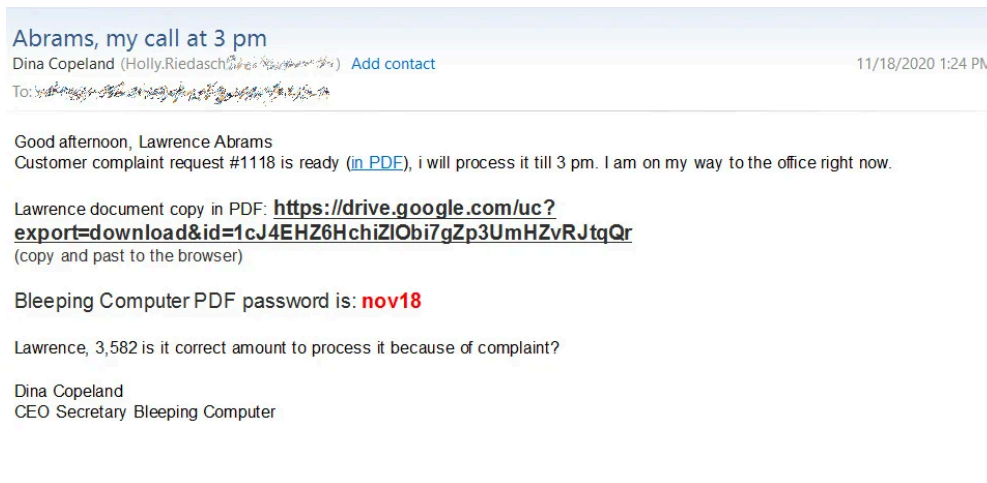 Abrams, my call at 3 pm
Dina Copeland (Holly.Riedasch ) Add contact 11/18/2020 1:24 PM
To:
Good afternoon, Lawrence Abrams
Customer complaint request #1118 is ready (in PDF), i will process it till 3 pm. I am on my way to the office right now.
Lawrence document copy in PDF: https://drive.google.com/uc?
export=download&id=1cJ4EHZ6HchiZlObi7gZp3UmHZvRJtqQr
(copy and past to the browser)
Bleeping Computer PDF password is: nov18
Lawrence, 3,582 is it correct amount to process it because of complaint?
Dina Copeland
CEO Secretary Bleeping Computer